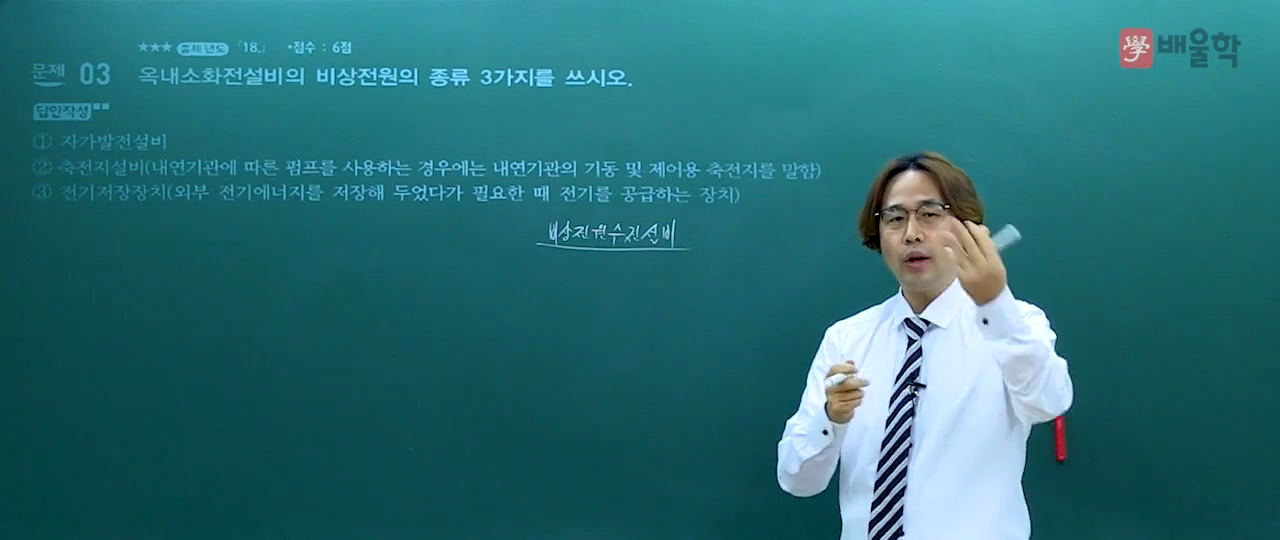 學 배울학
★★★ 출제년도 「18.」 •점수 : 6점
문제 03 옥내소화전설비의 비상전원의 종류 3가지를 쓰시오.
답안작성
① 자가발전설비
② 축전지설비(내연기관에 따른 펌프를 사용하는 경우에는 내연기관의 기동 및 제어용 축전지를 말함)
③ 전기저장장치(외부 전기에너지를 저장해 두었다가 필요한 때 전기를 공급하는 장치)
비상전원수전설비